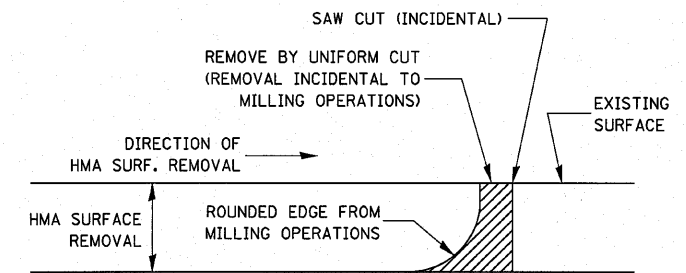 SAW CUT (INCIDENTAL)
REMOVE BY UNIFORM CUT
(REMOVAL INCIDENTAL TO
MILLING OPERATIONS)
EXISTING
SURFACE
DIRECTION OF
HMA SURF. REMOVAL
HMA SURFACE
REMOVAL
ROUNDED EDGE FROM
MILLING OPERATIONS